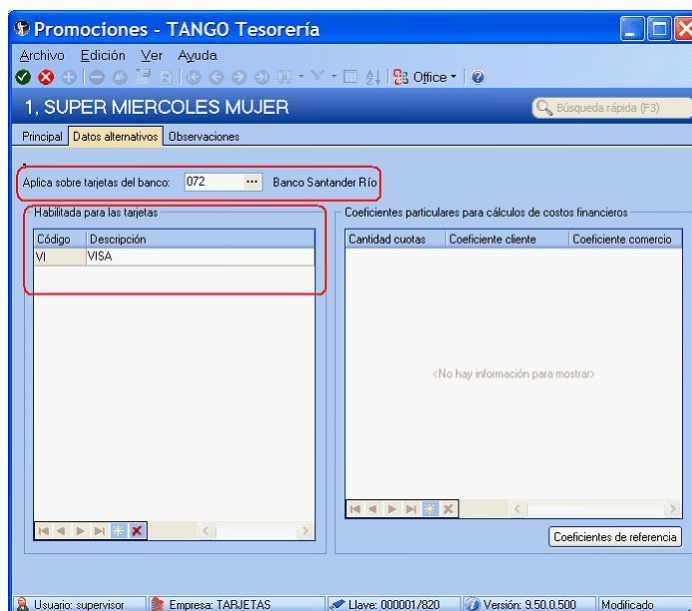 Promociones - TANGO Tesorería
Archivo Edición Ver Ayuda
Office
1, SUPER MIERCOLES MUJER
Búsqueda rápida (F3)
Principal Datos alternativos Observaciones
Aplica sobre tarjetas del banco: 072 ... Banco Santander Río
Habilitada para las tarjetas
Código Descripción
VI VISA
Coeficientes particulares para cálculos de costos financieros
Cantidad cuotas Coeficiente cliente Coeficiente comercio
<No hay información para mostrar>
Coeficientes de referencia
Usuario: supervisor Empresa: TARJETAS Llave: 000001/820 Versión: 9.50.0.500 Modificado